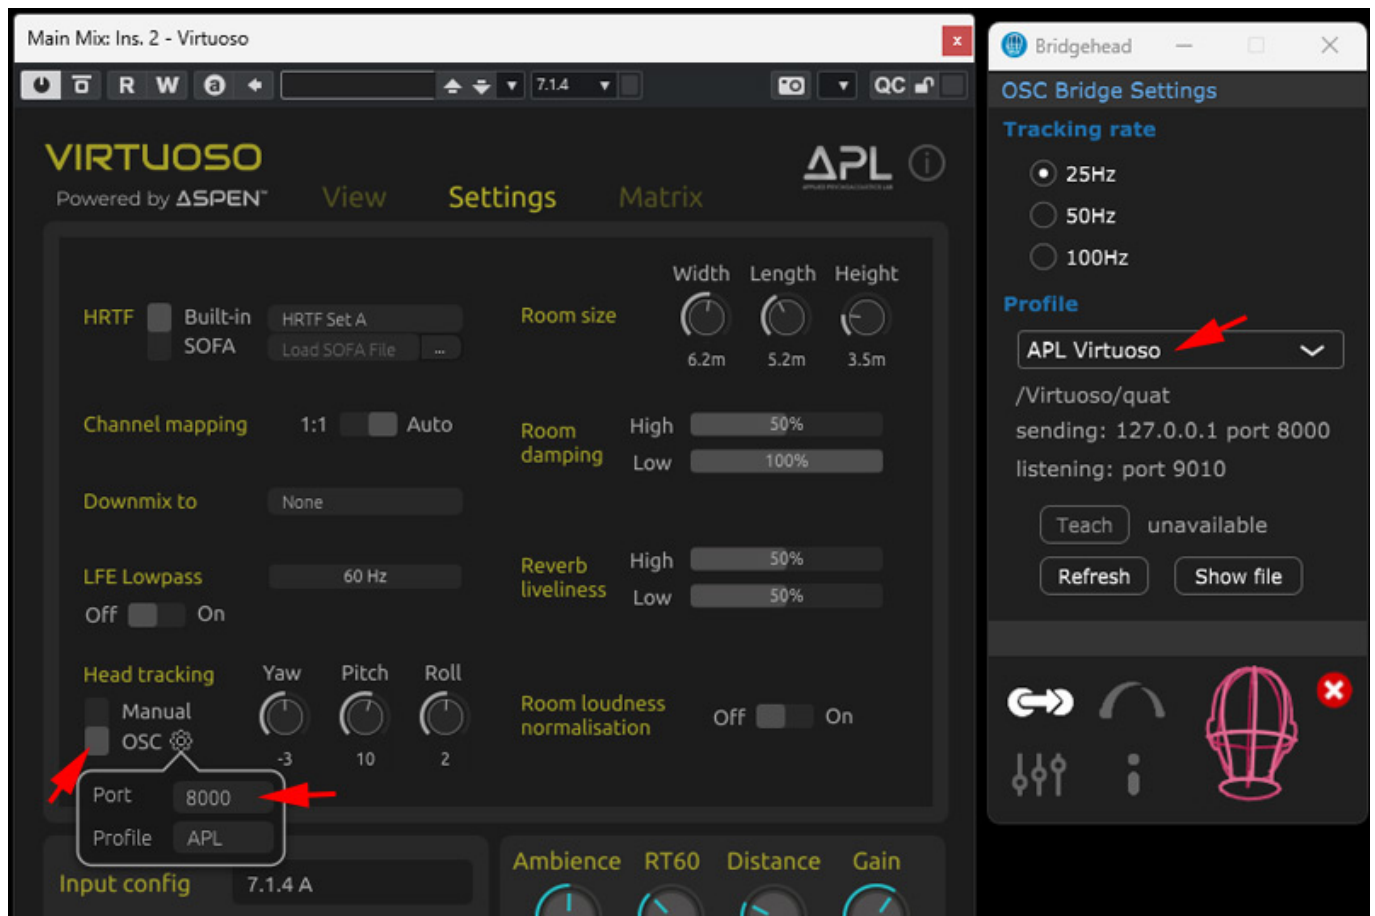 Main Mix: Ins. 2 - Virtuoso
x
R W a 7.1.4 QC
VIRTUOSO
Powered by ASPEN™
APL
i
View Settings Matrix
HRTF Built-in HRTF Set A
SOFA Load SOFA File ...
Channel mapping 1:1 Auto
Downmix to None
LFE Lowpass 60 Hz
Off On
Head tracking Yaw Pitch Roll
Manual
OSC
-3 10 2
Port 8000
Profile APL
Input config 7.1.4 A
Width Length Height
Room size
6.2m 5.2m 3.5m
Room damping High 50%
Low 100%
Reverb liveliness High 50%
Low 50%
Room loudness normalisation Off On
Ambience RT60 Distance Gain
Bridgehead
OSC Bridge Settings
Tracking rate
25Hz
50Hz
100Hz
Profile
APL Virtuoso
/Virtuoso/quat
sending: 127.0.0.1 port 8000
listening: port 9010
Teach unavailable
Refresh Show file